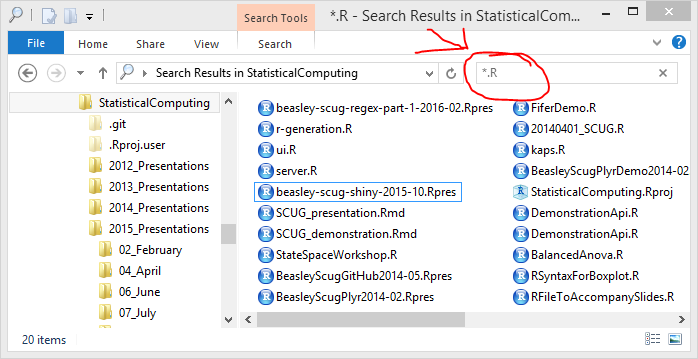 Search Tools
*.R - Search Results in StatisticalCom...
File
Home
Share
View
Search
Search Results in StatisticalComputing
*.R
StatisticalComputing
.git
.Rproj.user
2012_Presentations
2013_Presentations
2014_Presentations
2015_Presentations
02_February
04_April
06_June
07_July
beasley-scug-regex-part-1-2016-02.Rpres
r-generation.R
ui.R
server.R
beasley-scug-shiny-2015-10.Rpres
SCUG_presentation.Rmd
SCUG_demonstration.Rmd
StateSpaceWorkshop.R
BeasleyScugGitHub2014-05.Rpres
BeasleyScugPlyr2014-02.Rpres
FiferDemo.R
20140401_SCUG.R
kaps.R
BeasleyScugPlyrDemo2014-02
StatisticalComputing.Rproj
DemonstrationApi.R
DemonstrationApi.R
BalancedAnova.R
RSyntaxForBoxplot.R
RFileToAccompanySlides.R
20 items